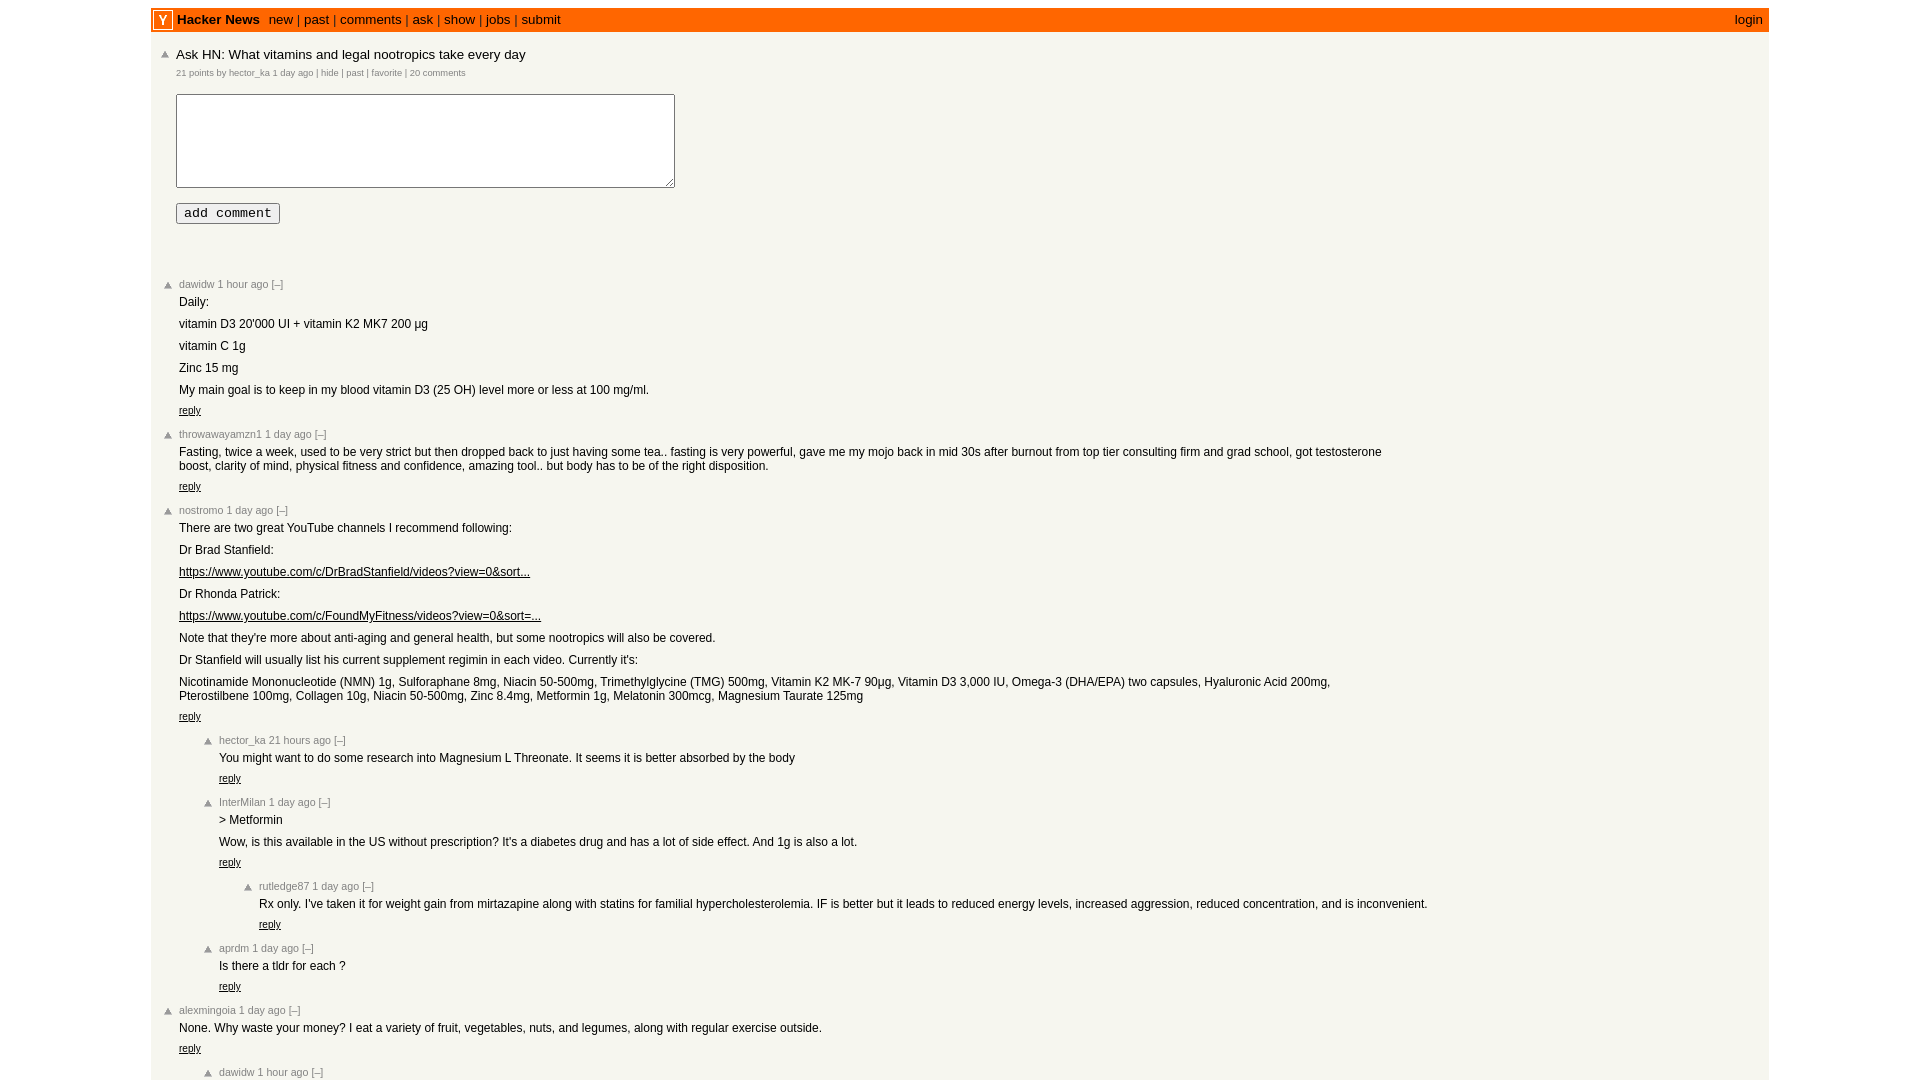 Y Hacker News new | past | comments | ask | show | jobs | submit login
Ask HN: What vitamins and legal nootropics take every day
21 points by hector_ka 1 day ago | hide | past | favorite | 20 comments
add comment
dawidw 1 hour ago [–]
Daily:
vitamin D3 20'000 UI + vitamin K2 MK7 200 μg
vitamin C 1g
Zinc 15 mg
My main goal is to keep in my blood vitamin D3 (25 OH) level more or less at 100 mg/ml.
reply
throwawayamzn1 1 day ago [–]
Fasting, twice a week, used to be very strict but then dropped back to just having some tea.. fasting is very powerful, gave me my mojo back in mid 30s after burnout from top tier consulting firm and grad school, got testosterone
boost, clarity of mind, physical fitness and confidence, amazing tool.. but body has to be of the right disposition.
reply
nostromo 1 day ago [–]
There are two great YouTube channels I recommend following:
Dr Brad Stanfield:
https://www.youtube.com/c/DrBradStanfield/videos?view=0&sort...
Dr Rhonda Patrick:
https://www.youtube.com/c/FoundMyFitness/videos?view=0&sort=...
Note that they're more about anti-aging and general health, but some nootropics will also be covered.
Dr Stanfield will usually list his current supplement regimin in each video. Currently it's:
Nicotinamide Mononucleotide (NMN) 1g, Sulforaphane 8mg, Niacin 50-500mg, Trimethylglycine (TMG) 500mg, Vitamin K2 MK-7 90μg, Vitamin D3 3,000 IU, Omega-3 (DHA/EPA) two capsules, Hyaluronic Acid 200mg,
Pterostilbene 100mg, Collagen 10g, Niacin 50-500mg, Zinc 8.4mg, Metformin 1g, Melatonin 300mcg, Magnesium Taurate 125mg
reply
hector_ka 21 hours ago [–]
You might want to do some research into Magnesium L Threonate. It seems it is better absorbed by the body
reply
InterMilan 1 day ago [–]
> Metformin
Wow, is this available in the US without prescription? It's a diabetes drug and has a lot of side effect. And 1g is also a lot.
reply
rutledge87 1 day ago [–]
Rx only. I've taken it for weight gain from mirtazapine along with statins for familial hypercholesterolemia. IF is better but it leads to reduced energy levels, increased aggression, reduced concentration, and is inconvenient.
reply
aprdm 1 day ago [–]
Is there a tldr for each ?
reply
alexmingoia 1 day ago [–]
None. Why waste your money? I eat a variety of fruit, vegetables, nuts, and legumes, along with regular exercise outside.
reply
dawidw 1 hour ago [–]